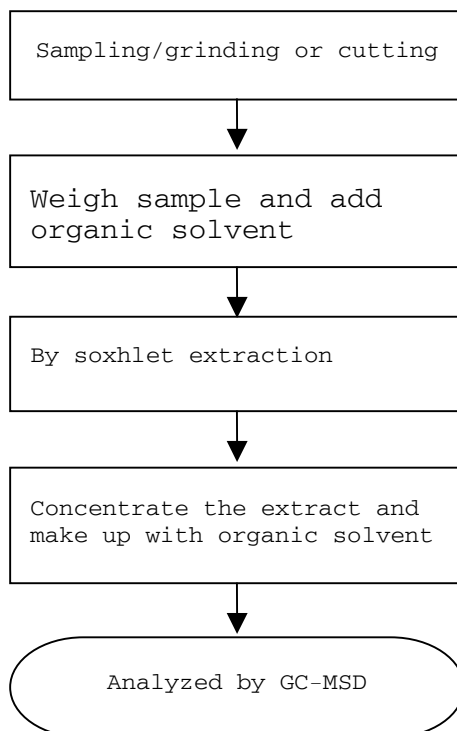 Sampling/grinding or cutting
Weigh sample and add
organic solvent
By soxhlet extraction
Concentrate the extract and
make up with organic solvent
Analyzed by GC-MSD